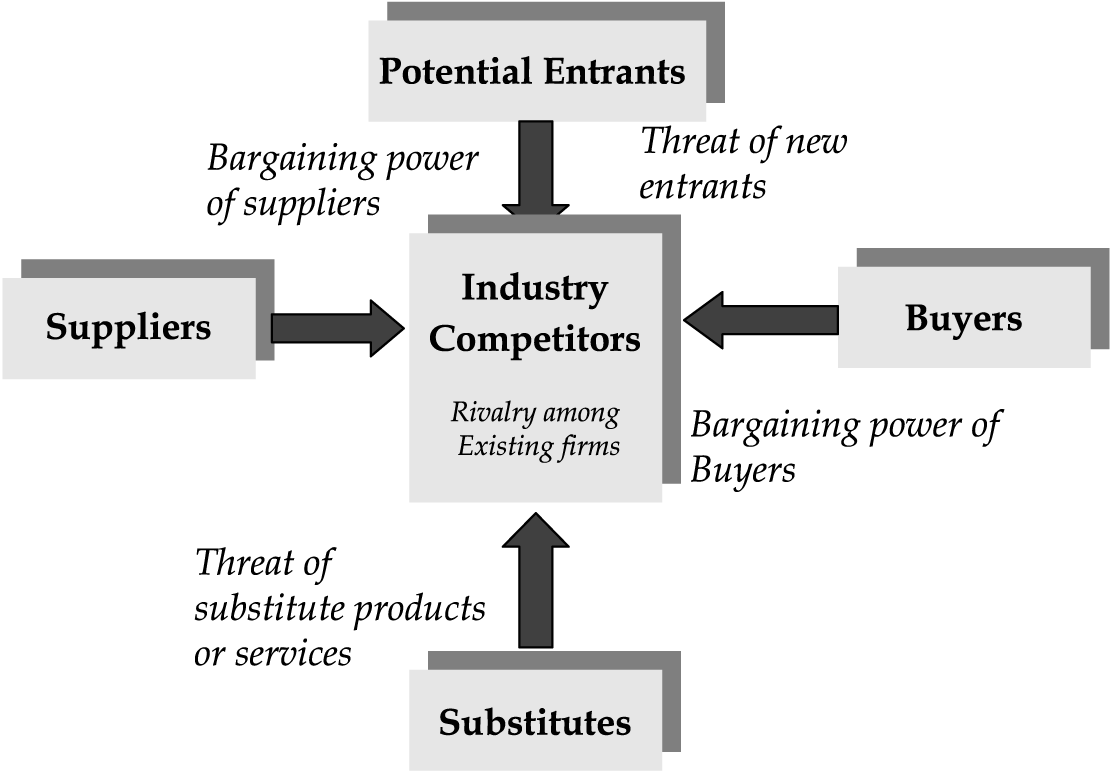 Potential Entrants
Bargaining power
of suppliers
Threat of new
entrants
Suppliers
Industry
Competitors
Rivalry among
Existing firms
Buyers
Bargaining power of
Buyers
Threat of
substitute products
or services
Substitutes